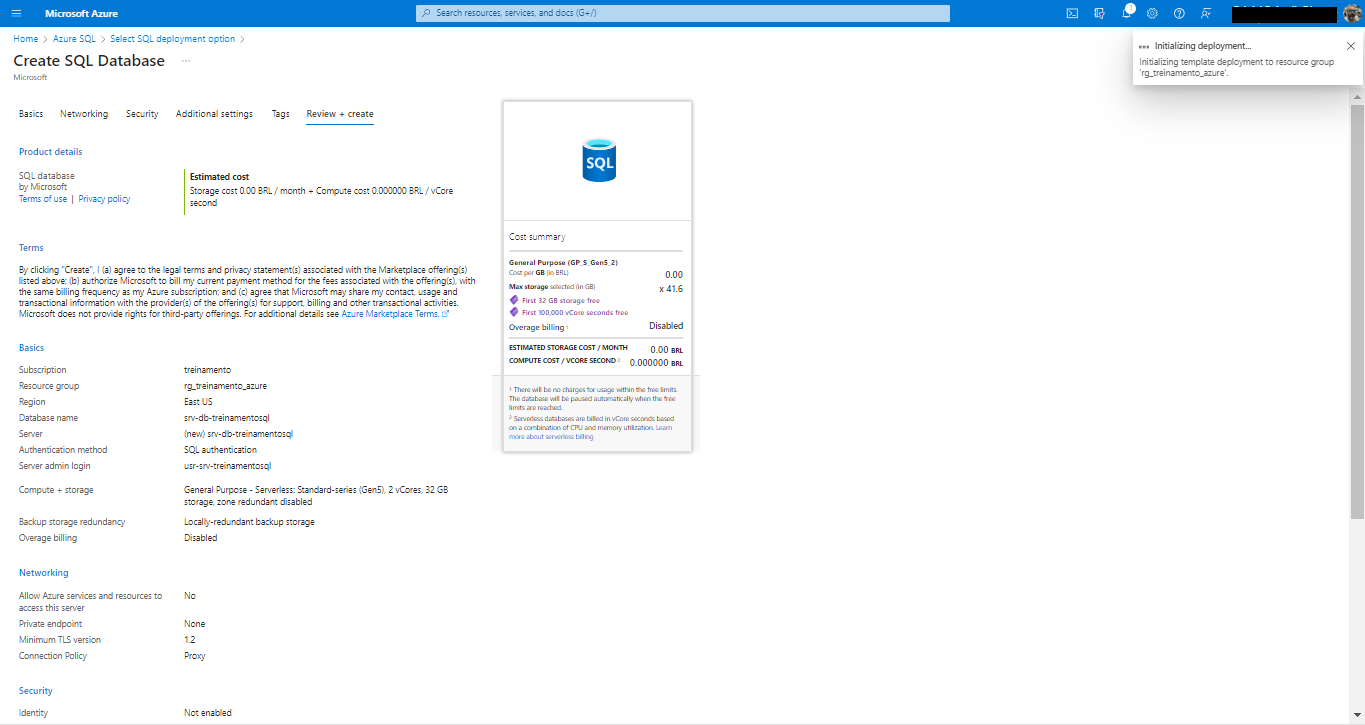 Microsoft Azure
Search resources, services, and docs (G+/)
1
Home > Azure SQL > Select SQL deployment option >
Create SQL Database ...
Microsoft
Initializing deployment...
Initializing template deployment to resource group
'rg_treinamento_azure'.
Basics Networking Security Additional settings Tags Review + create
Product details
SQL database
by Microsoft
Terms of use | Privacy policy
Estimated cost
Storage cost 0.00 BRL / month + Compute cost 0.000000 BRL / vCore
second
Terms
By clicking "Create", I (a) agree to the legal terms and privacy statement(s) associated with the Marketplace offering(s)
listed above; (b) authorize Microsoft to bill my current payment method for the fees associated with the offering(s), with
the same billing frequency as my Azure subscription; and (c) agree that Microsoft may share my contact, usage and
transactional information with the provider(s) of the offering(s) for support, billing and other transactional activities.
Microsoft does not provide rights for third-party offerings. For additional details see Azure Marketplace Terms.
Basics
Subscription treinamento
Resource group rg_treinamento_azure
Region East US
Database name srv-db-treinamentosql
Server (new) srv-db-treinamentosql
Authentication method SQL authentication
Server admin login usr-srv-treinamentosql
Compute + storage General Purpose - Serverless: Standard-series (Gen5), 2 vCores, 32 GB
storage, zone redundant disabled
Backup storage redundancy Locally-redundant backup storage
Overage billing Disabled
Networking
Allow Azure services and resources to No
access this server
Private endpoint None
Minimum TLS version 1.2
Connection Policy Proxy
Security
Identity Not enabled
SQL
Cost summary
General Purpose (GP_S_Gen5_2)
Cost per GB (in BRL) 0.00
Max storage selected (in GB) x 41.6
First 32 GB storage free
First 100,000 vCore seconds free
Overage billing ¹ Disabled
ESTIMATED STORAGE COST / MONTH 0.00 BRL
COMPUTE COST / VCORE SECOND ² 0.000000 BRL
¹ There will be no charges for usage within the free limits.
The database will be paused automatically when the free
limits are reached.
² Serverless databases are billed in vCore seconds based
on a combination of CPU and memory utilization. Learn
more about serverless billing